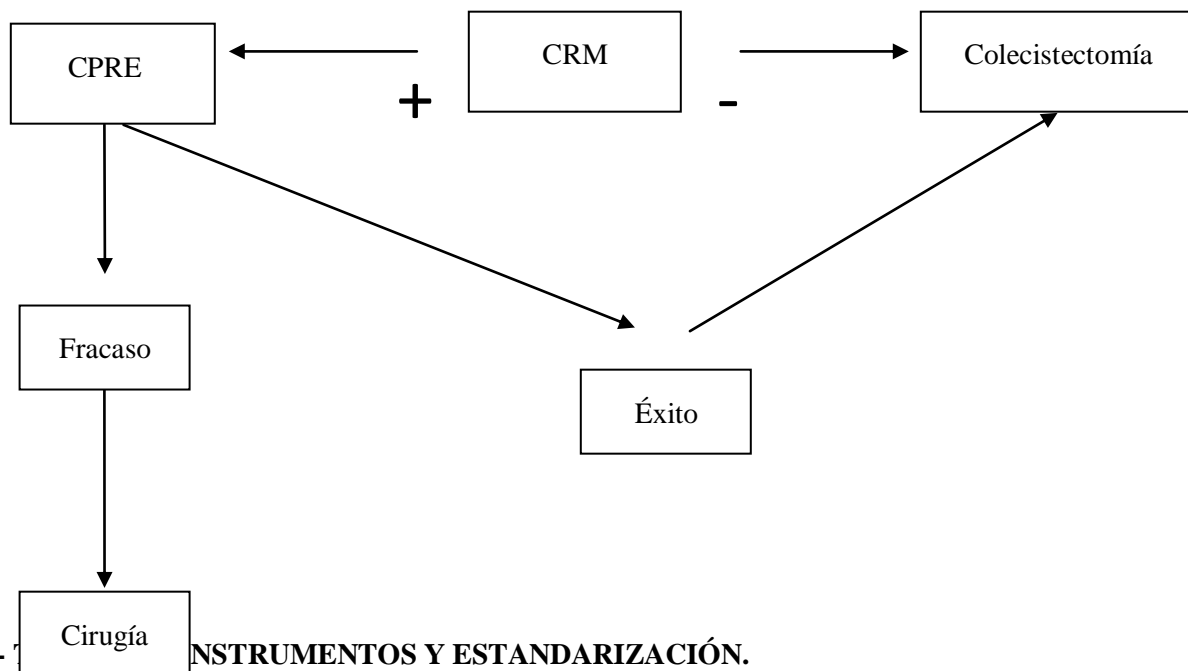 CPRE
CRM
Colecistectomía
+
-
Fracaso
Éxito
Cirugía
- NSTRUMENTOS Y ESTANDARIZACIÓN.